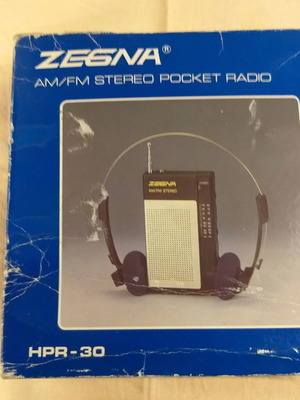 ZEGNA®
AM/FM STEREO POCKET RADIO
ZEGNA
AM/FM STEREO
HPR-30